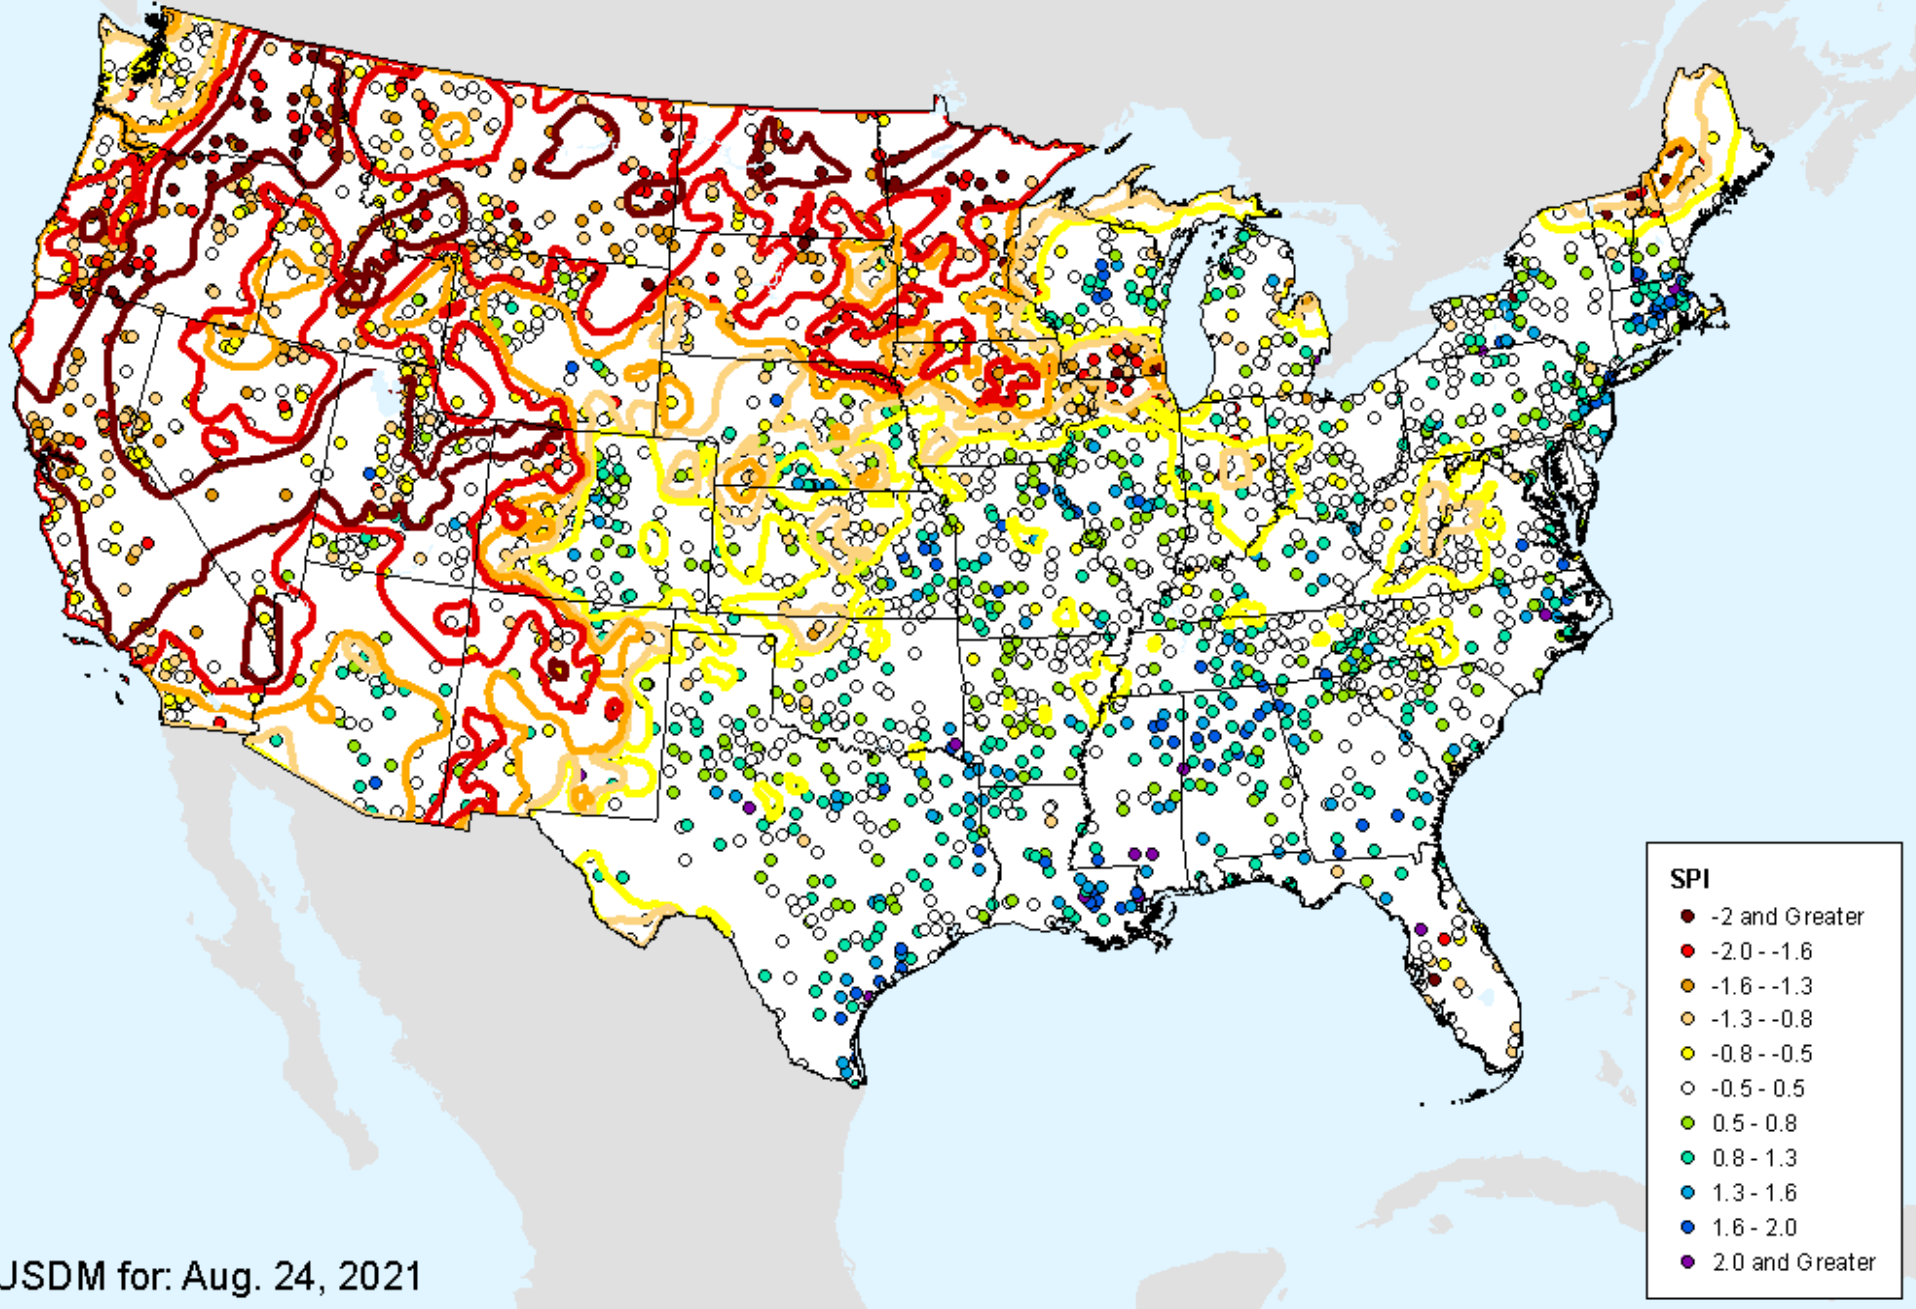 SPI
-2 and Greater
-2.0 - -1.6
-1.6 - -1.3
-1.3 - -0.8
-0.8 - -0.5
-0.5 - 0.5
0.5 - 0.8
0.8 - 1.3
1.3 - 1.6
1.6 - 2.0
2.0 and Greater
USDM for: Aug. 24, 2021